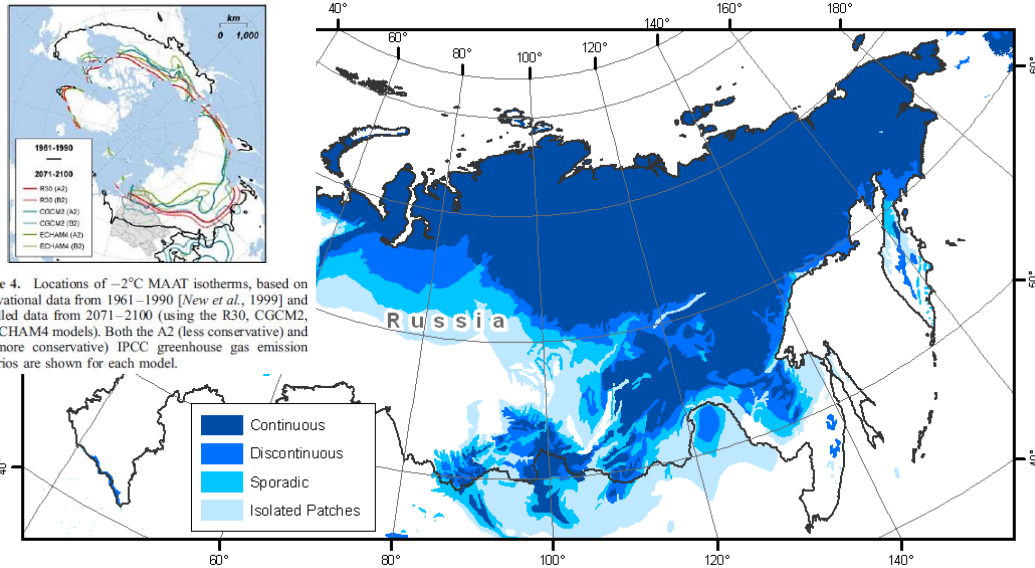 km
0 1,000
1961-1990
2071-2100
R30 (A2)
R30 (B2)
CGCM2 (A2)
CGCM2 (B2)
ECHAM4 (A2)
ECHAM4 (B2)
e 4. Locations of −2°C MAAT isotherms, based on
vational data from 1961–1990 [New et al., 1999] and
lled data from 2071–2100 (using the R30, CGCM2,
CHAM4 models). Both the A2 (less conservative) and
more conservative) IPCC greenhouse gas emission
rios are shown for each model.
40° 140° 160° 180°
60° 80° 100° 120°
60°
Russia
Continuous
Discontinuous
Sporadic
Isolated Patches
40°
60° 80° 100° 120° 140°